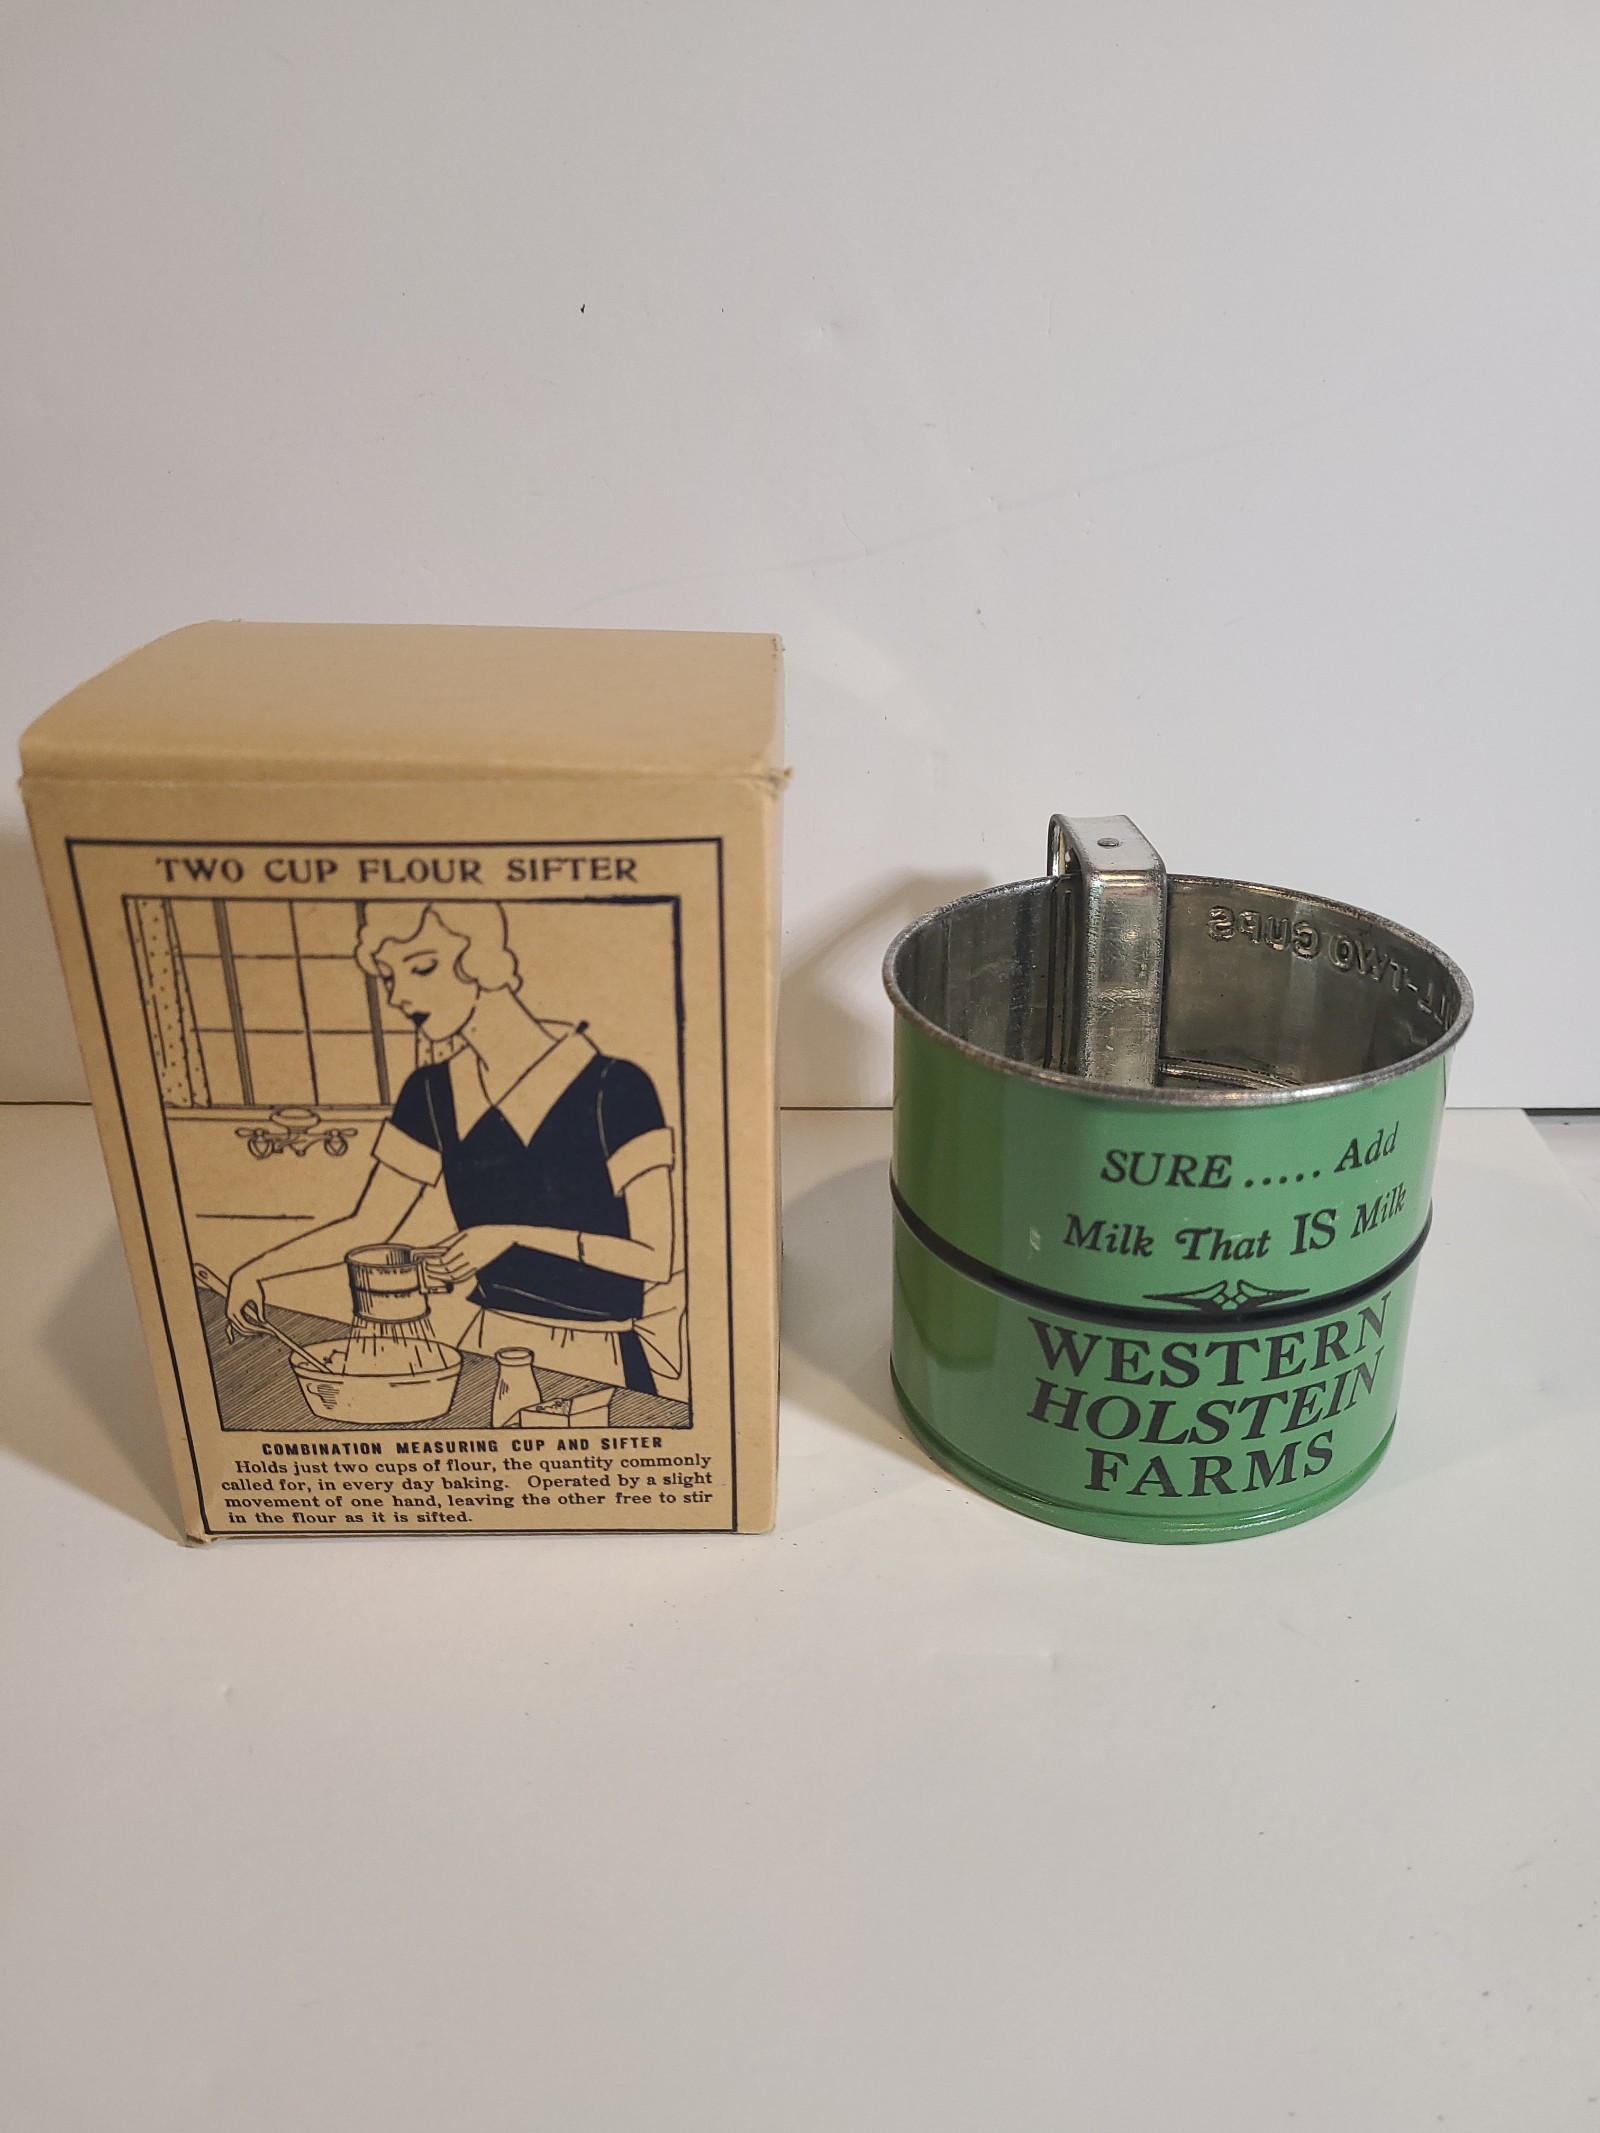 TWO CUP FLOUR SIFTER
COMBINATION MEASURING CUP AND SIFTER
Holds just two cups of flour, the quantity commonly
called for, in every day baking. Operated by a slight
movement of one hand, leaving the other free to stir
in the flour as it is sifted.
TWO CUPS
SURE ..... Add
Milk That IS Milk
WESTERN
HOLSTEIN
FARMS